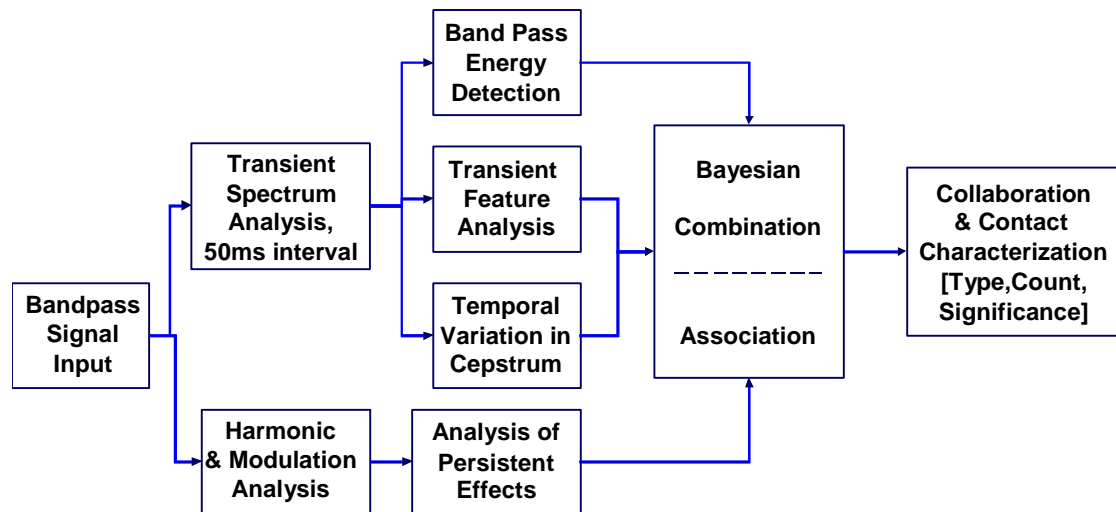 Band Pass
Energy
Detection
Transient
Spectrum
Analysis,
50ms interval
Transient
Feature
Analysis
Bayesian
Combination
Association
Collaboration
& Contact
Characterization
[Type,Count,
Significance]
Bandpass
Signal
Input
Temporal
Variation in
Cepstrum
Harmonic
& Modulation
Analysis
Analysis of
Persistent
Effects